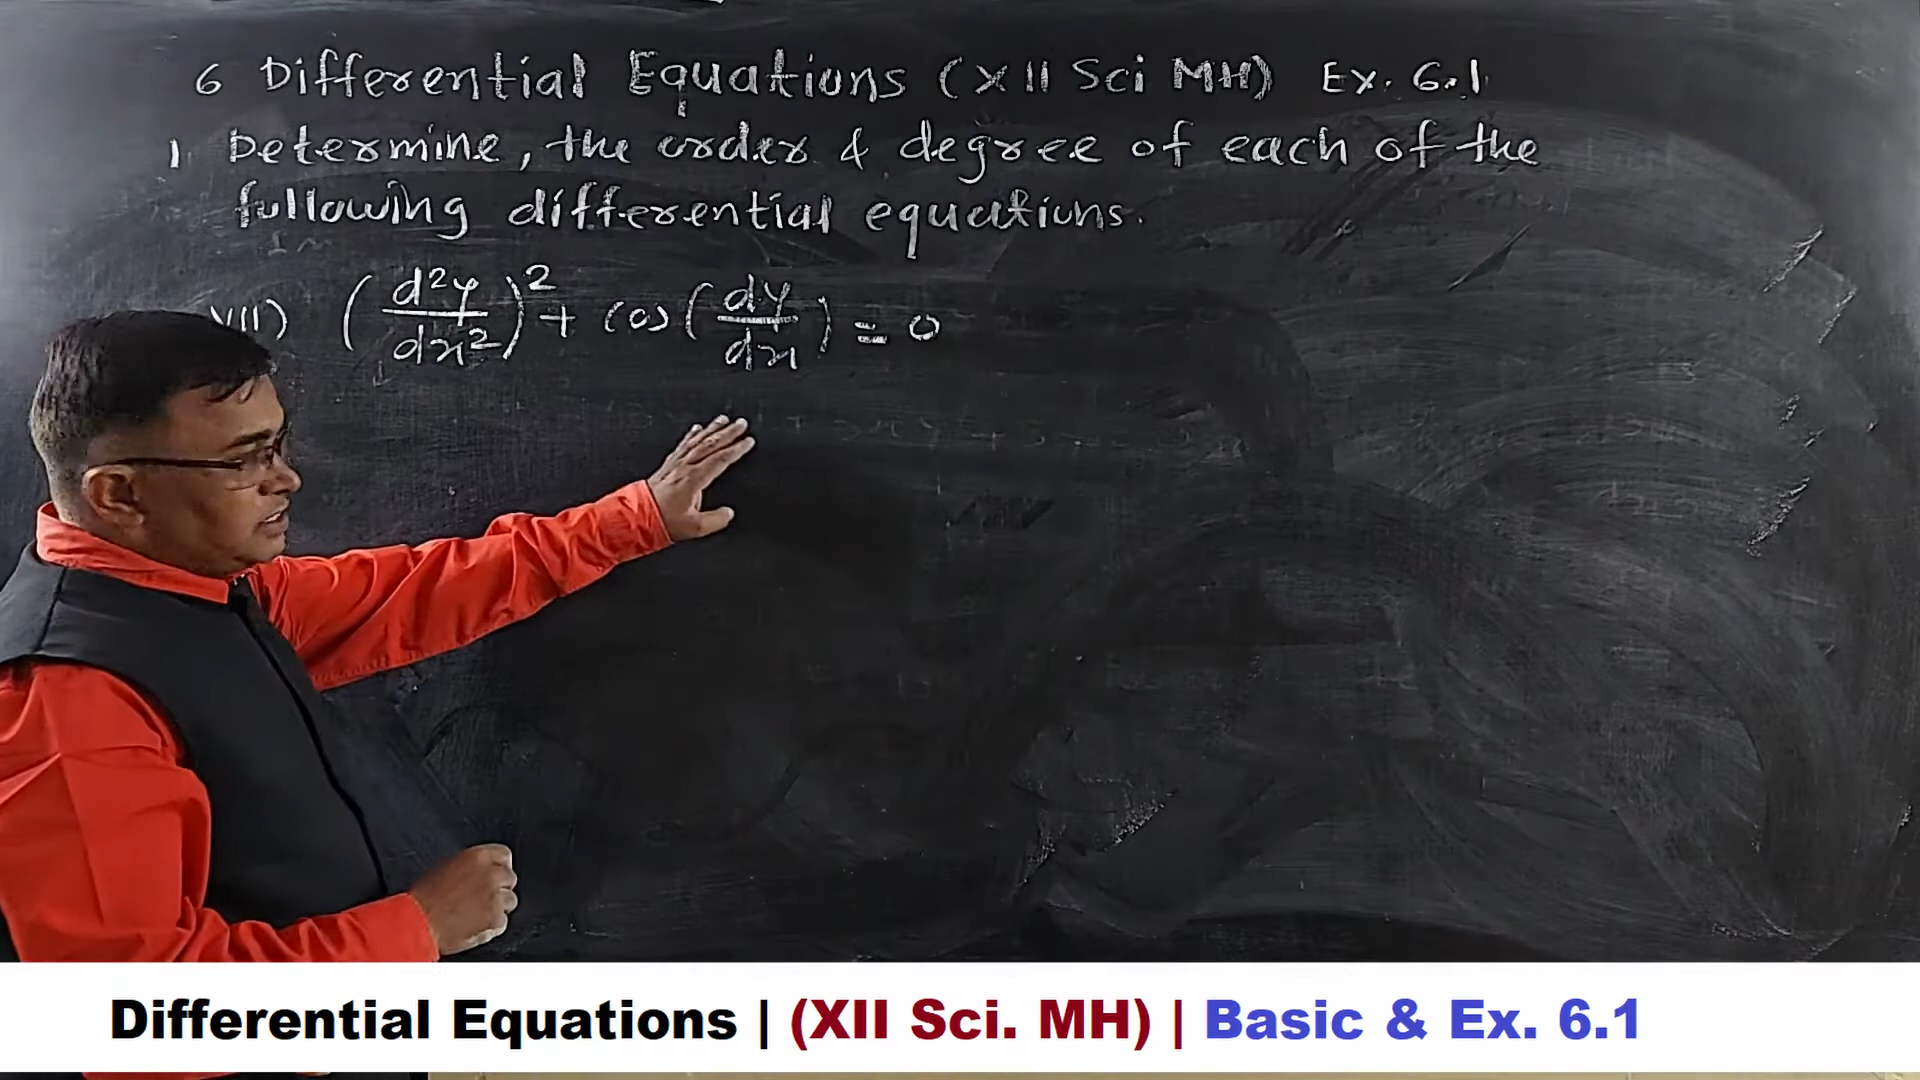 6 Differential Equations (XII Sci MH) Ex. 6.1
1 Determine, the order & degree of each of the
following differential equations.
VII) (d²y/dx²)² + cos(dy/dx) = 0
Differential Equations | (XII Sci. MH) | Basic & Ex. 6.1